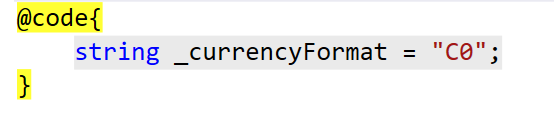 @code{
string _currencyFormat = "C0";
}